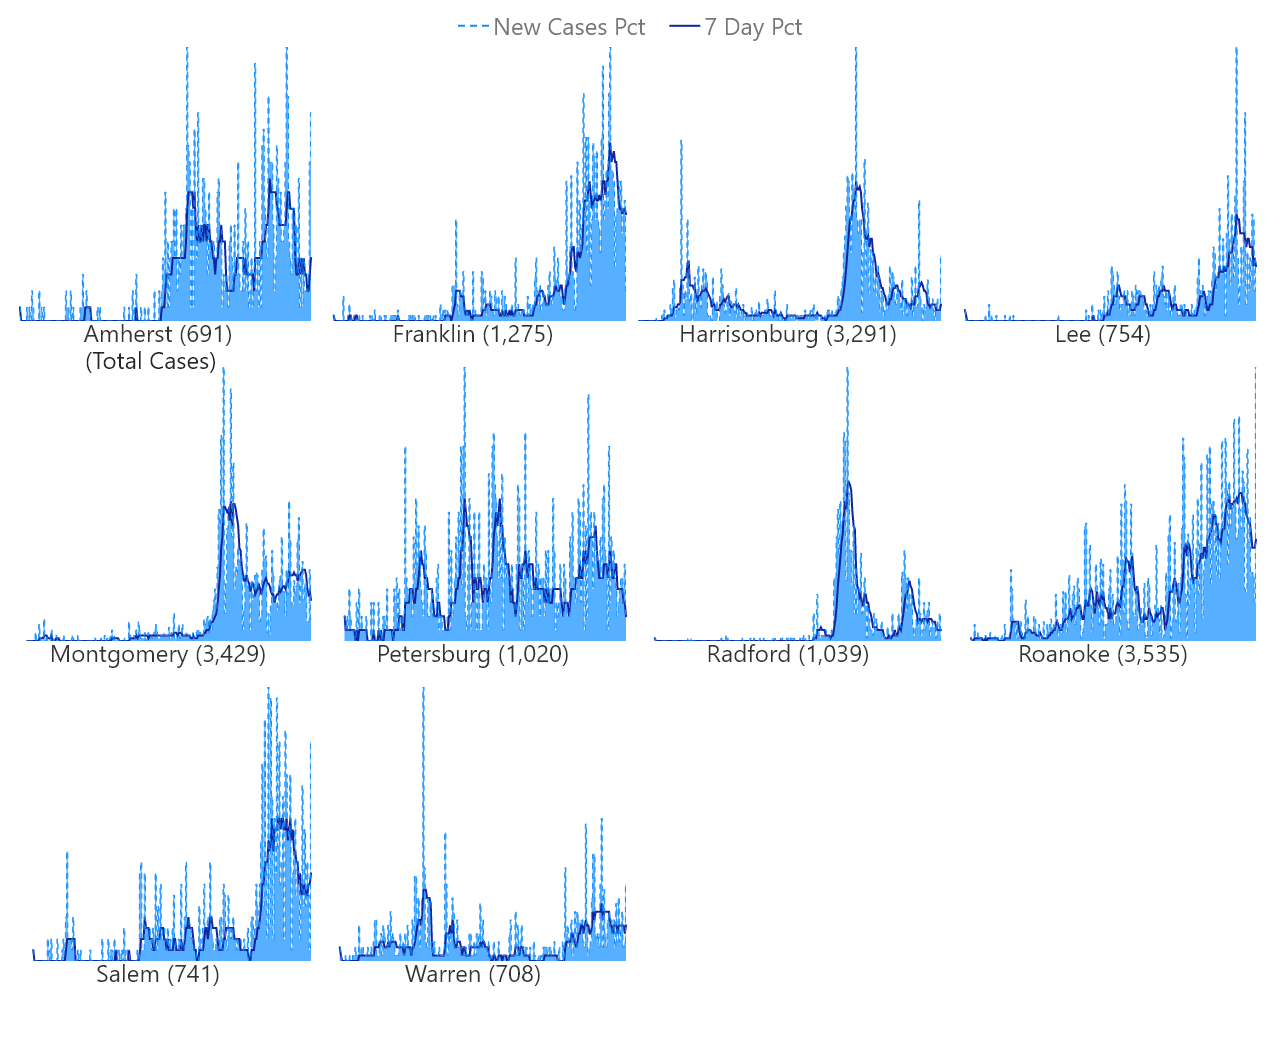 New Cases Pct 7 Day Pct
Amherst (691)
(Total Cases)
Franklin (1,275)
Harrisonburg (3,291)
Lee (754)
Montgomery (3,429)
Petersburg (1,020)
Radford (1,039)
Roanoke (3,535)
Salem (741)
Warren (708)